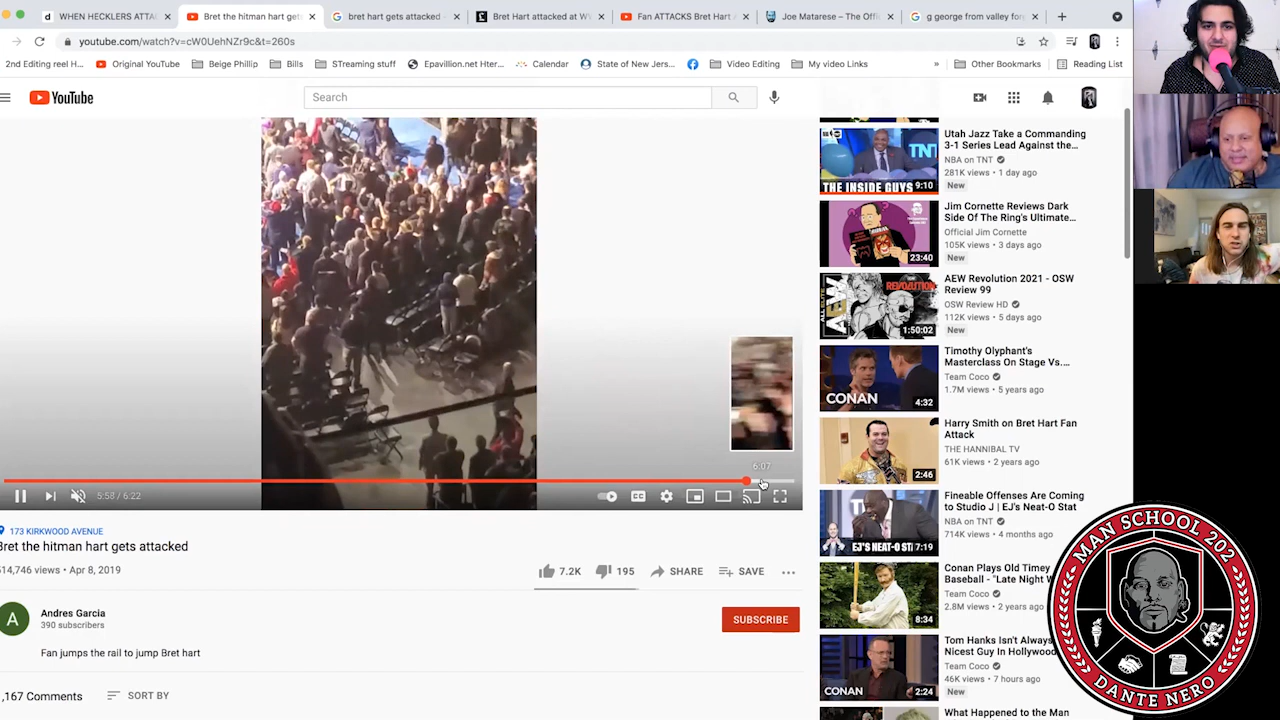 WHEN HECKLERS ATTA
Bret the hitman hart gets
bret hart gets attacked
Bret Hart attacked at W
Fan ATTACKS Bret Hart A
Joe Matarese – The Offi
g george from valley for
youtube.com/watch?v=cW0UehNZr9c&t=260s
2nd Editing reel H...
Original YouTube
Beige Phillip
Bills
STreaming stuff
Epavillion.net Hter...
Calendar
State of New Jers...
Video Editing
My video Links
»
Other Bookmarks
Reading List
YouTube
Search
THE INSIDE GUYS
TNT
9:10
Utah Jazz Take a Commanding
3-1 Series Lead Against the...
NBA on TNT
281K views • 1 day ago
New
23:40
Jim Cornette Reviews Dark
Side Of The Ring's Ultimate...
Official Jim Cornette
105K views • 3 days ago
New
ALL ELITE
AEW
REVOLUTION
1:50:02
AEW Revolution 2021 - OSW
Review 99
OSW Review HD
112K views • 5 days ago
New
CONAN
4:32
Timothy Olyphant's
Masterclass On Stage Vs....
Team Coco
1.7M views • 5 years ago
2:46
Harry Smith on Bret Hart Fan
Attack
THE HANNIBAL TV
61K views • 2 years ago
EJ'S NEAT-O ST
7:19
Fineable Offenses Are Coming
to Studio J | EJ's Neat-O Stat
NBA on TNT
714K views • 4 months ago
8:34
Conan Plays Old Timey
Baseball - "Late Night
Team Coco
2.8M views • 2 years ago
CONAN
2:24
Tom Hanks Isn't Always
Nicest Guy In Hollywoo
Team Coco
46K views • 7 hours ago
New
What Happened to the Man
6:07
5:58 / 6:22
CC
173 KIRKWOOD AVENUE
Bret the hitman hart gets attacked
514,746 views • Apr 8, 2019
7.2K
195
SHARE
SAVE
A
Andres Garcia
390 subscribers
SUBSCRIBE
Fan jumps the rail to jump bret hart
,167 Comments
SORT BY
MAN SCHOOL 202
DANTE NERO